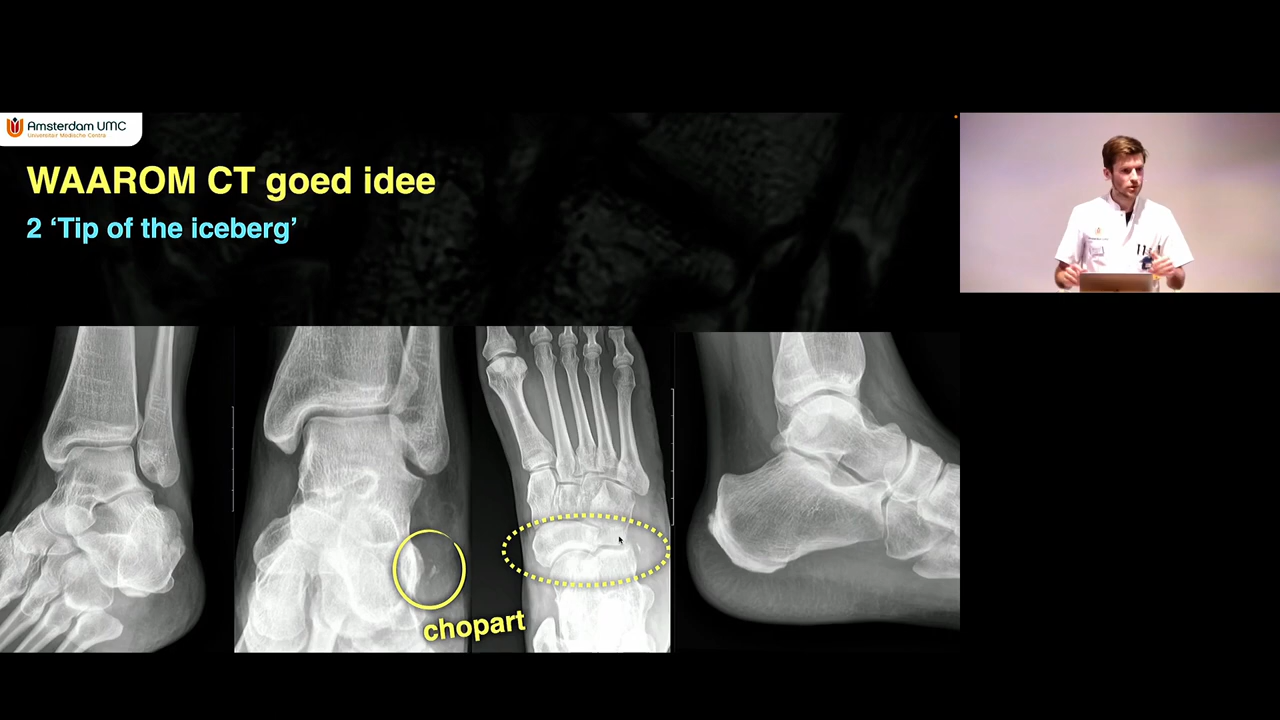 Amsterdam UMC
Universitair Medische Centra
WAAROM CT goed idee
2 ‘Tip of the iceberg’
chopart